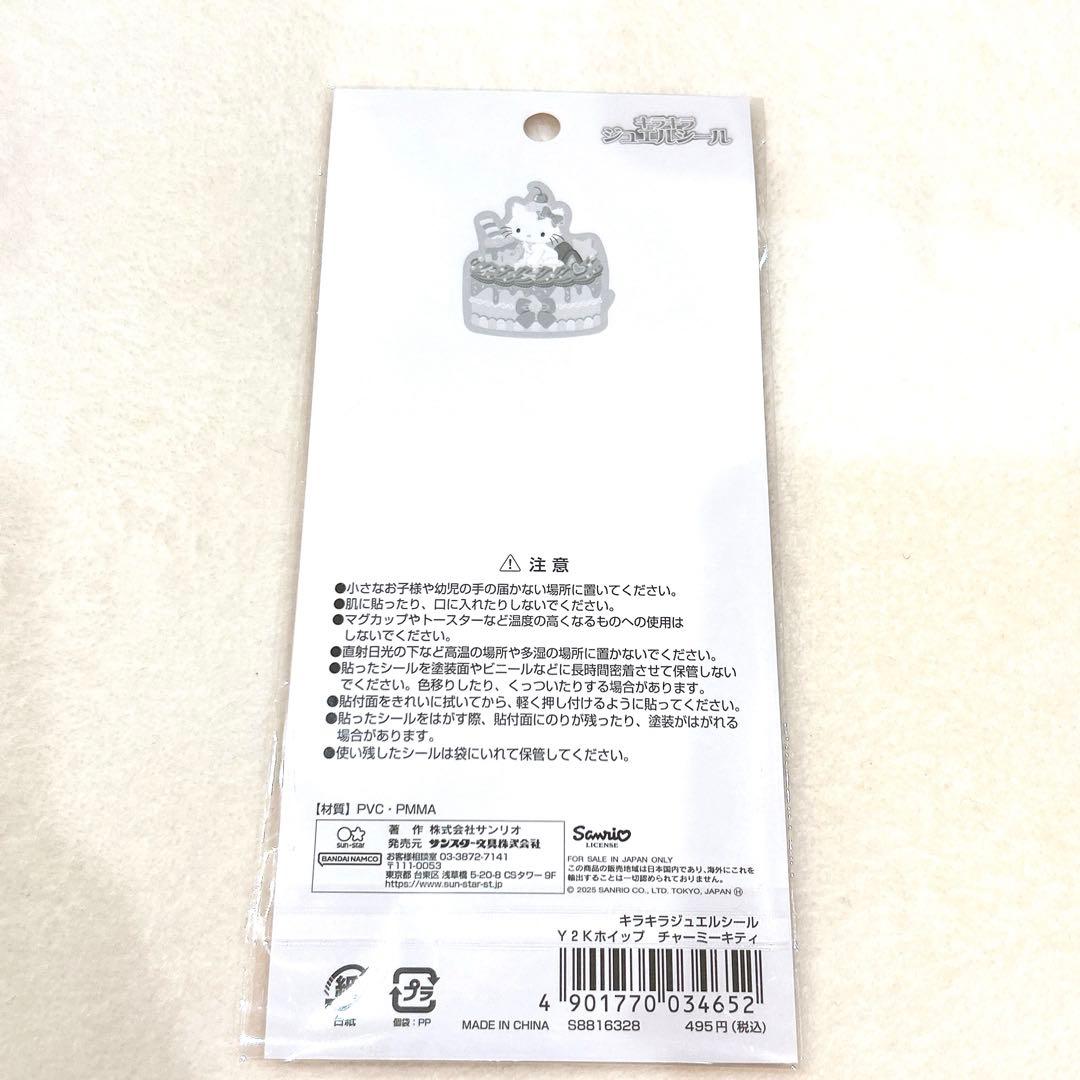 キラキラ
ジュエルシール
⚠ 注意
●小さなお子様や幼児の手の届かない場所に置いてください。
●肌に貼ったり、口に入れたりしないでください。
●マグカップやトースターなど温度の高くなるものへの使用は
しないでください。
●直射日光の下など高温の場所や多湿の場所に置かないでください。
●貼ったシールを塗装面やビニールなどに長時間密着させて保管しない
でください。色移りしたり、くっついたりする場合があります。
●貼付面をきれいに拭いてから、軽く押し付けるように貼ってください。
●貼ったシールをはがす際、貼付面にのりが残ったり、塗装がはがれる
場合があります。
●使い残したシールは袋にいれて保管してください。
【材質】PVC・PMMA
sun-star
BANDAI NAMCO
著 作 株式会社サンリオ
発売元 サンスター文具株式会社
お客様相談室 03-3872-7141
〒111-0053
東京都 台東区 浅草橋 5-20-8 CSタワー 9F
https://www.sun-star-st.jp
Sanrio
LICENSE
FOR SALE IN JAPAN ONLY
この商品の販売地域は日本国内であり、海外にこれを
輸出することは一切認められておりません。
© 2025 SANRIO CO., LTD. TOKYO, JAPAN Ⓗ
キラキラジュエルシール
Y2Kホイップ チャーミーキティ
紙
台紙
プラ
個袋:PP
4 901770 034652
MADE IN CHINA S8816328 495円(税込)